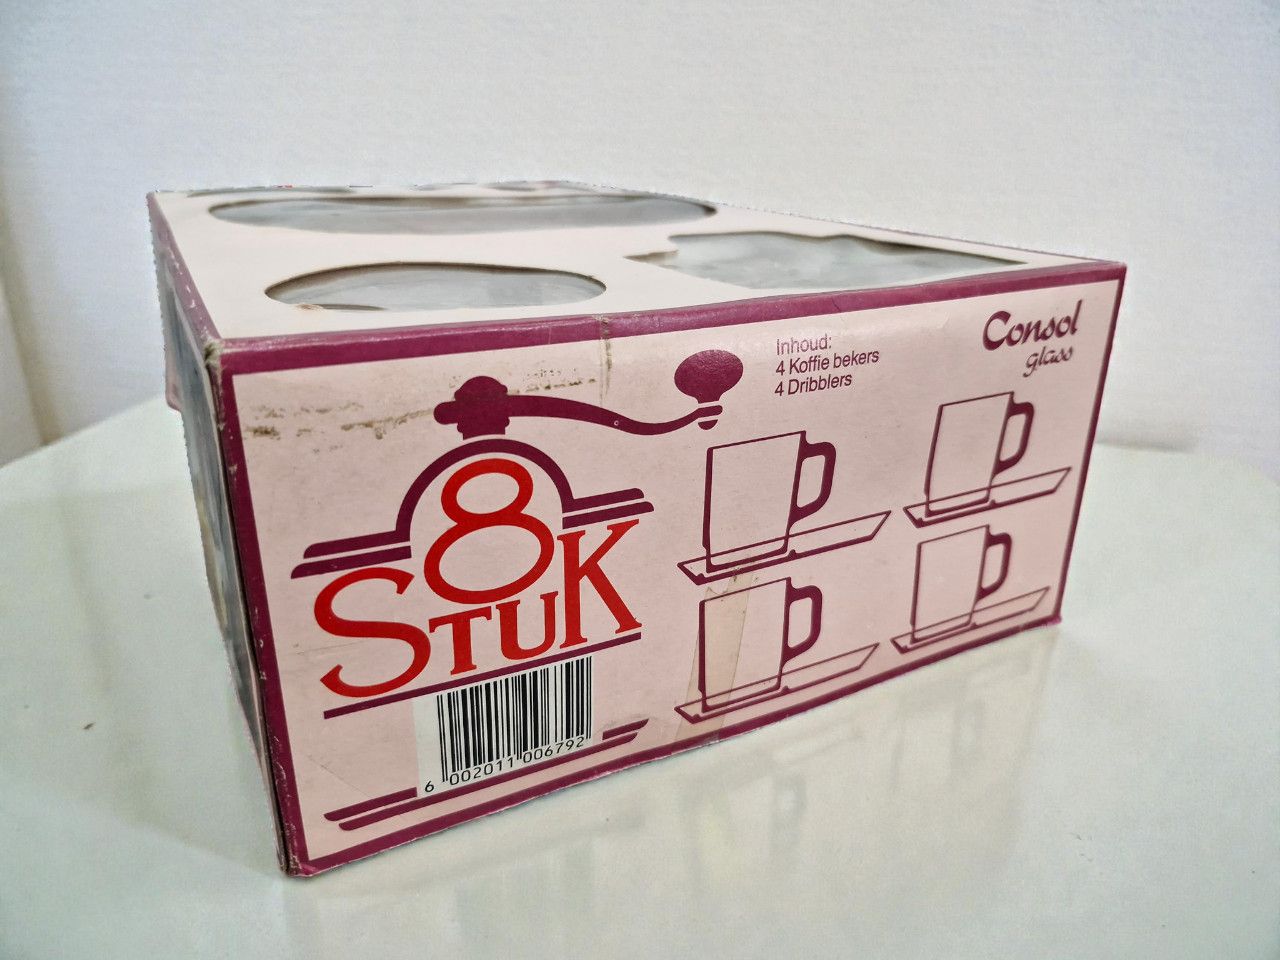 Consol
glass
Inhoud:
4 Koffie bekers
4 Dribblers
8
STUK
6 002011 006792